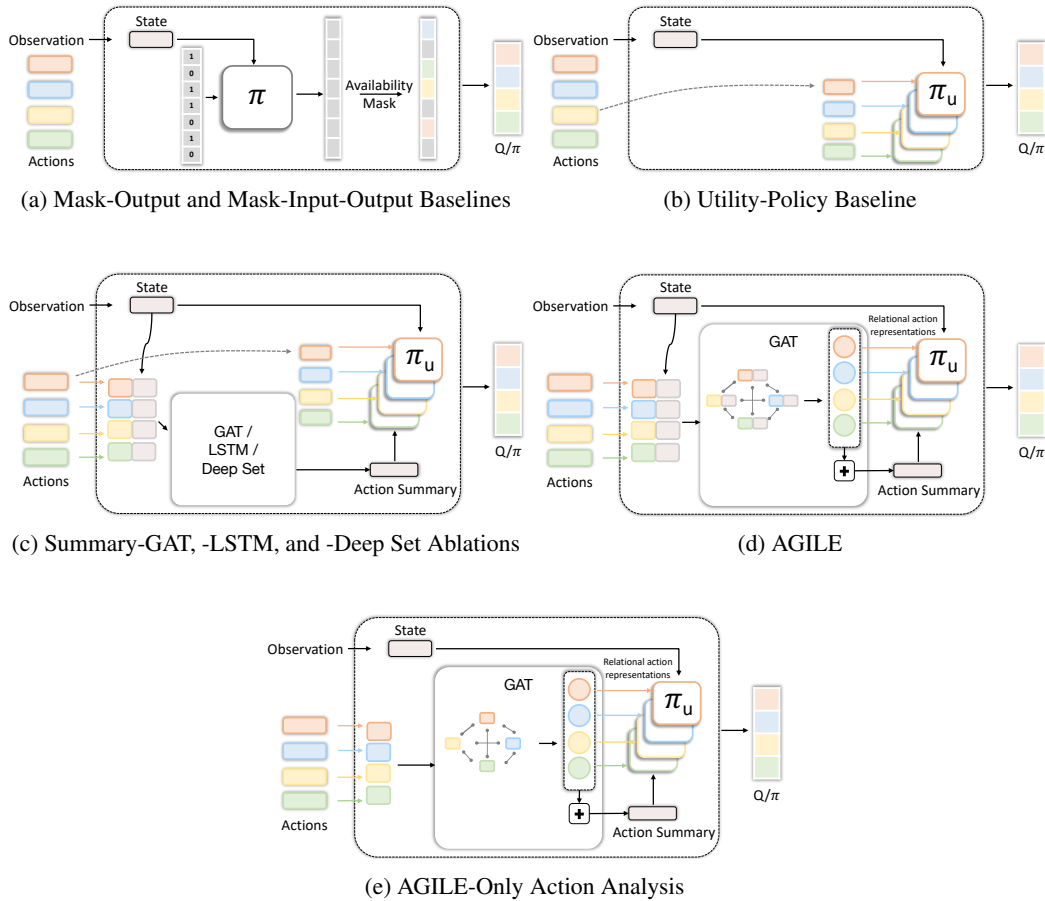 State
Observation
Actions
1
0
1
1
0
1
0
π
Availability
Mask
Q/π
(a) Mask-Output and Mask-Input-Output Baselines
State
Observation
Actions
πu
Q/π
(b) Utility-Policy Baseline
State
Observation
Actions
GAT /
LSTM /
Deep Set
πu
Action Summary
Q/π
(c) Summary-GAT, -LSTM, and -Deep Set Ablations
State
Observation
Actions
GAT
Relational action
representations
πu
+
Action Summary
Q/π
(d) AGILE
State
Observation
Actions
GAT
Relational action
representations
πu
+
Action Summary
Q/π
(e) AGILE-Only Action Analysis